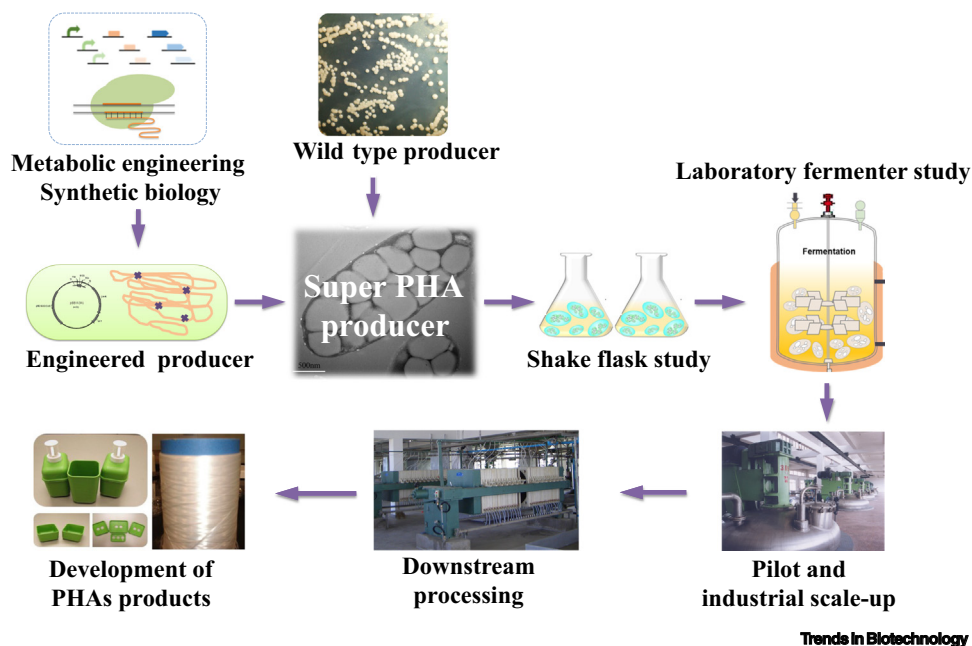 Metabolic engineering
Synthetic biology
Wild type producer
Laboratory fermenter study
Fermentation
Super PHA
producer
500nm
Engineered producer
Shake flask study
Development of
PHAs products
Downstream
processing
Pilot and
industrial scale-up
Trends in Biotechnology